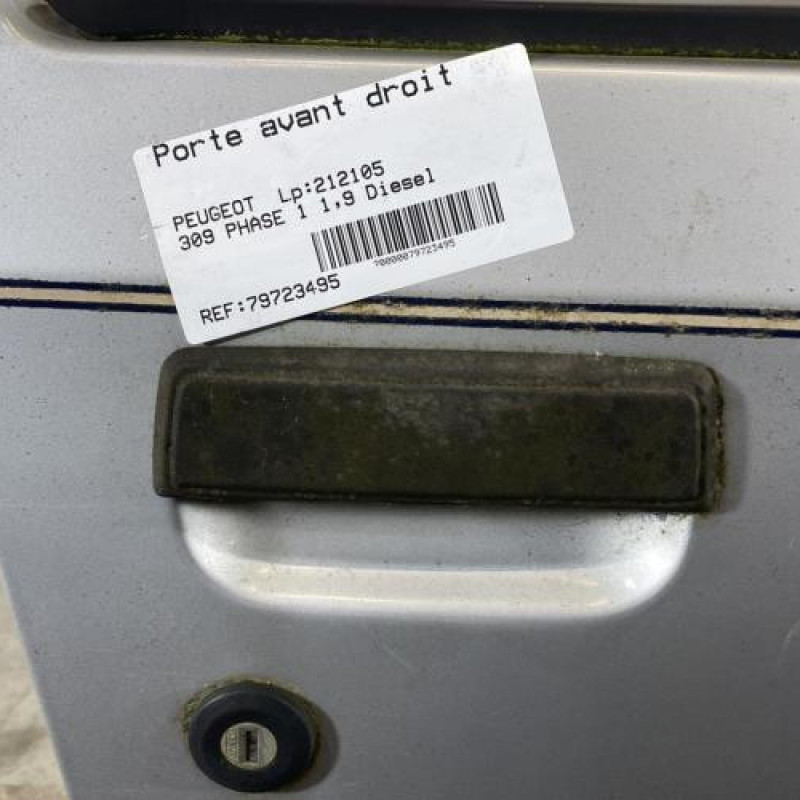 Porte avant droit
PEUGEOT Lp:212105
309 PHASE 1 1,9 Diesel
70000079723495
REF:79723495